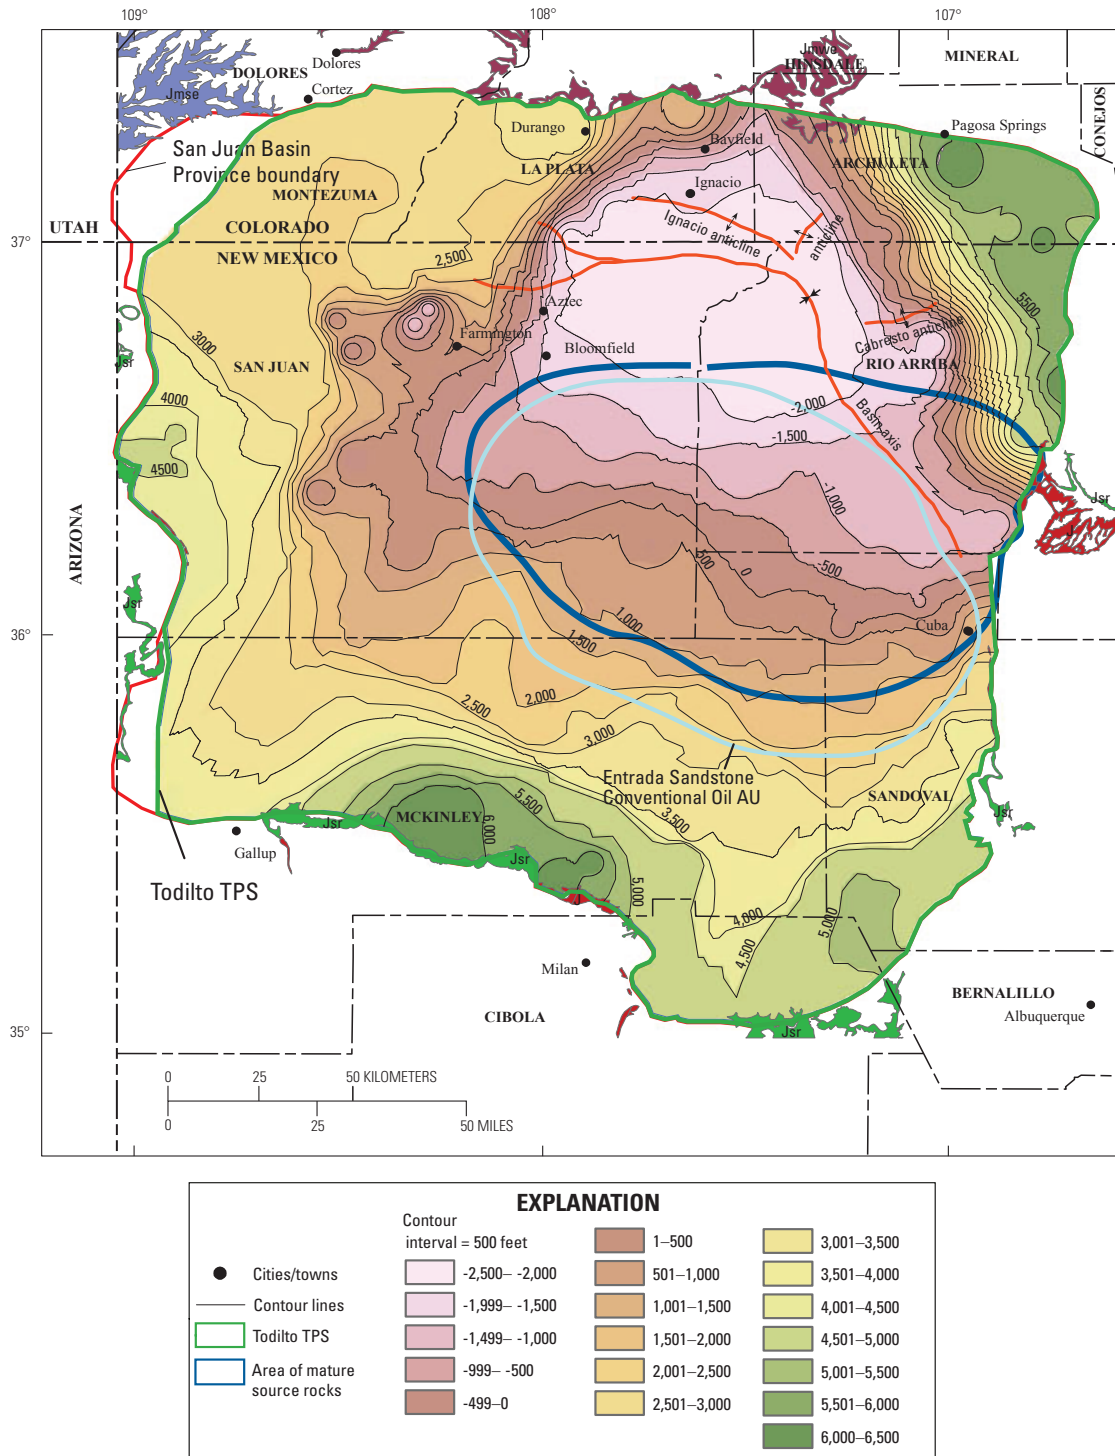 109°
108°
107°
Dolores
DOLORES
Cortez
Jmse
Jmwe
HINSDALE
MINERAL
CONEJOS
San Juan Basin
Province boundary
MONTEZUMA
Durango
LA PLATA
Bayfield
Ignacio
ARCHULETA
Pagosa Springs
UTAH
COLORADO
37°
NEW MEXICO
2,500
Ignacio anticline
anticline
5500
3000
Aztec
Farmington
Bloomfield
Cabresto anticline
RIO ARRIBA
Jsr
SAN JUAN
4000
4500
-2,000
-1,500
Basin axis
-1,000
Jsr
J
ARIZONA
500
0
-500
Jsr
1,000
36°
1,500
Cuba
2,000
2,500
3,000
Entrada Sandstone
Conventional Oil AU
SANDOVAL
Jsr
5,500
3,500
MCKINLEY
6,000
Jsr
Gallup
Jsr
J
Todilto TPS
5,000
4,000
5,000
4,500
Milan
BERNALILLO
Albuquerque
CIBOLA
35°
Jsr
0 25 50 KILOMETERS
0 25 50 MILES
EXPLANATION
Contour
interval = 500 feet
Cities/towns
Contour lines
Todilto TPS
Area of mature
source rocks
-2,500– -2,000
-1,999– -1,500
-1,499– -1,000
-999– -500
-499–0
1–500
501–1,000
1,001–1,500
1,501–2,000
2,001–2,500
2,501–3,000
3,001–3,500
3,501–4,000
4,001–4,500
4,501–5,000
5,001–5,500
5,501–6,000
6,000–6,500